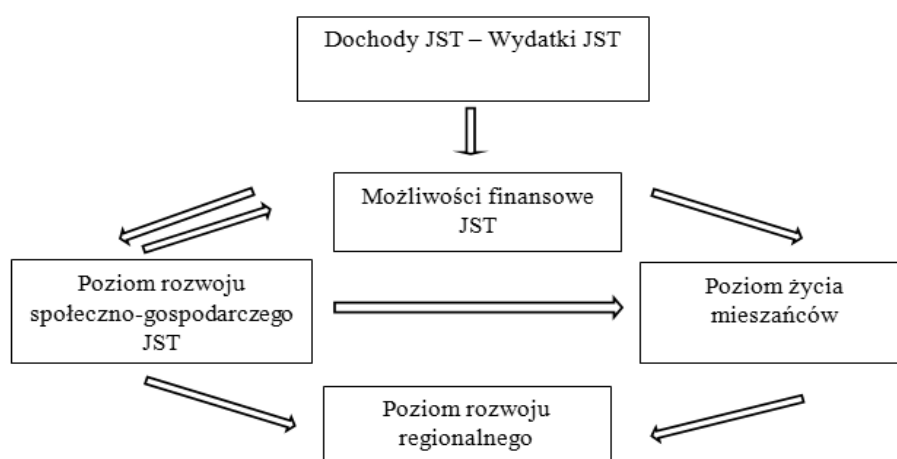 Dochody JST – Wydatki JST
Możliwości finansowe
JST
Poziom rozwoju
społeczno-gospodarczego
JST
Poziom życia
mieszańców
Poziom rozwoju
regionalnego